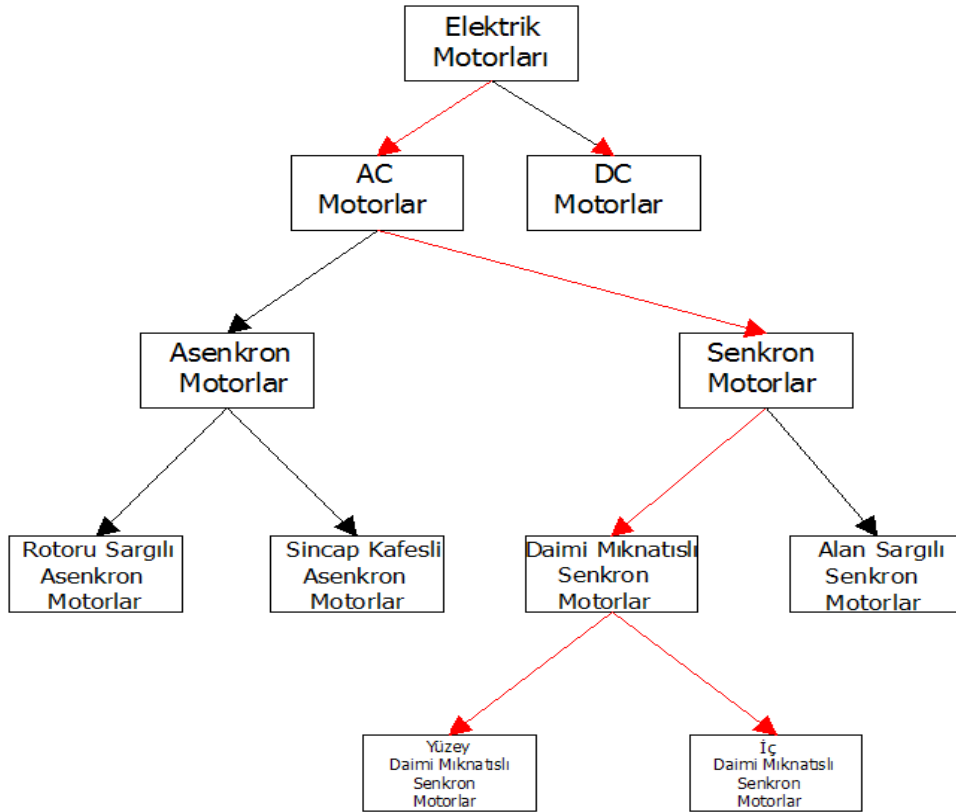 Elektrik
Motorları
AC
Motorlar
DC
Motorlar
Asenkron
Motorlar
Senkron
Motorlar
Rotoru Sargılı
Asenkron
Motorlar
Sincap Kafesli
Asenkron
Motorlar
Daimi Mıknatıslı
Senkron
Motorlar
Alan Sargılı
Senkron
Motorlar
Yüzey
Daimi Mıknatıslı
Senkron
Motorlar
İç
Daimi Mıknatıslı
Senkron
Motorlar